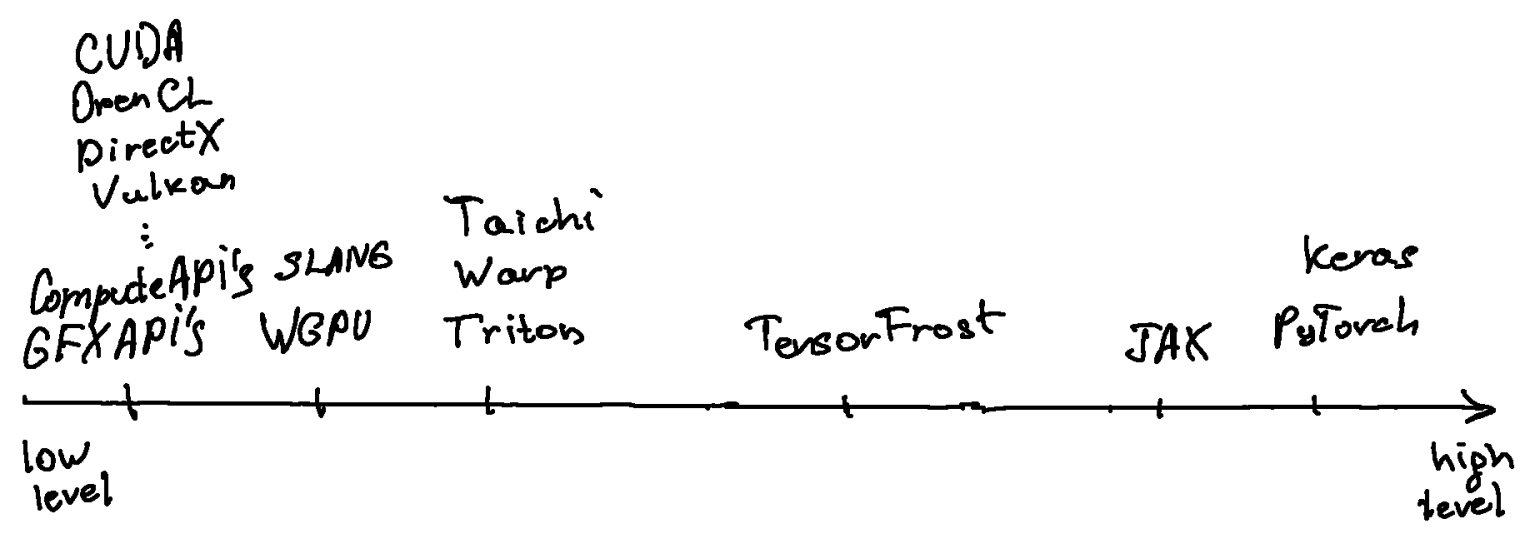 CUDA
OpenCL
DirectX
Vulkan
⋮
ComputeAPi's
GFXAPi's
SLANG
WGPU
Taichi
Warp
Triton
TensorFrost
JAX
Keras
PyTorch
low
level
high
level